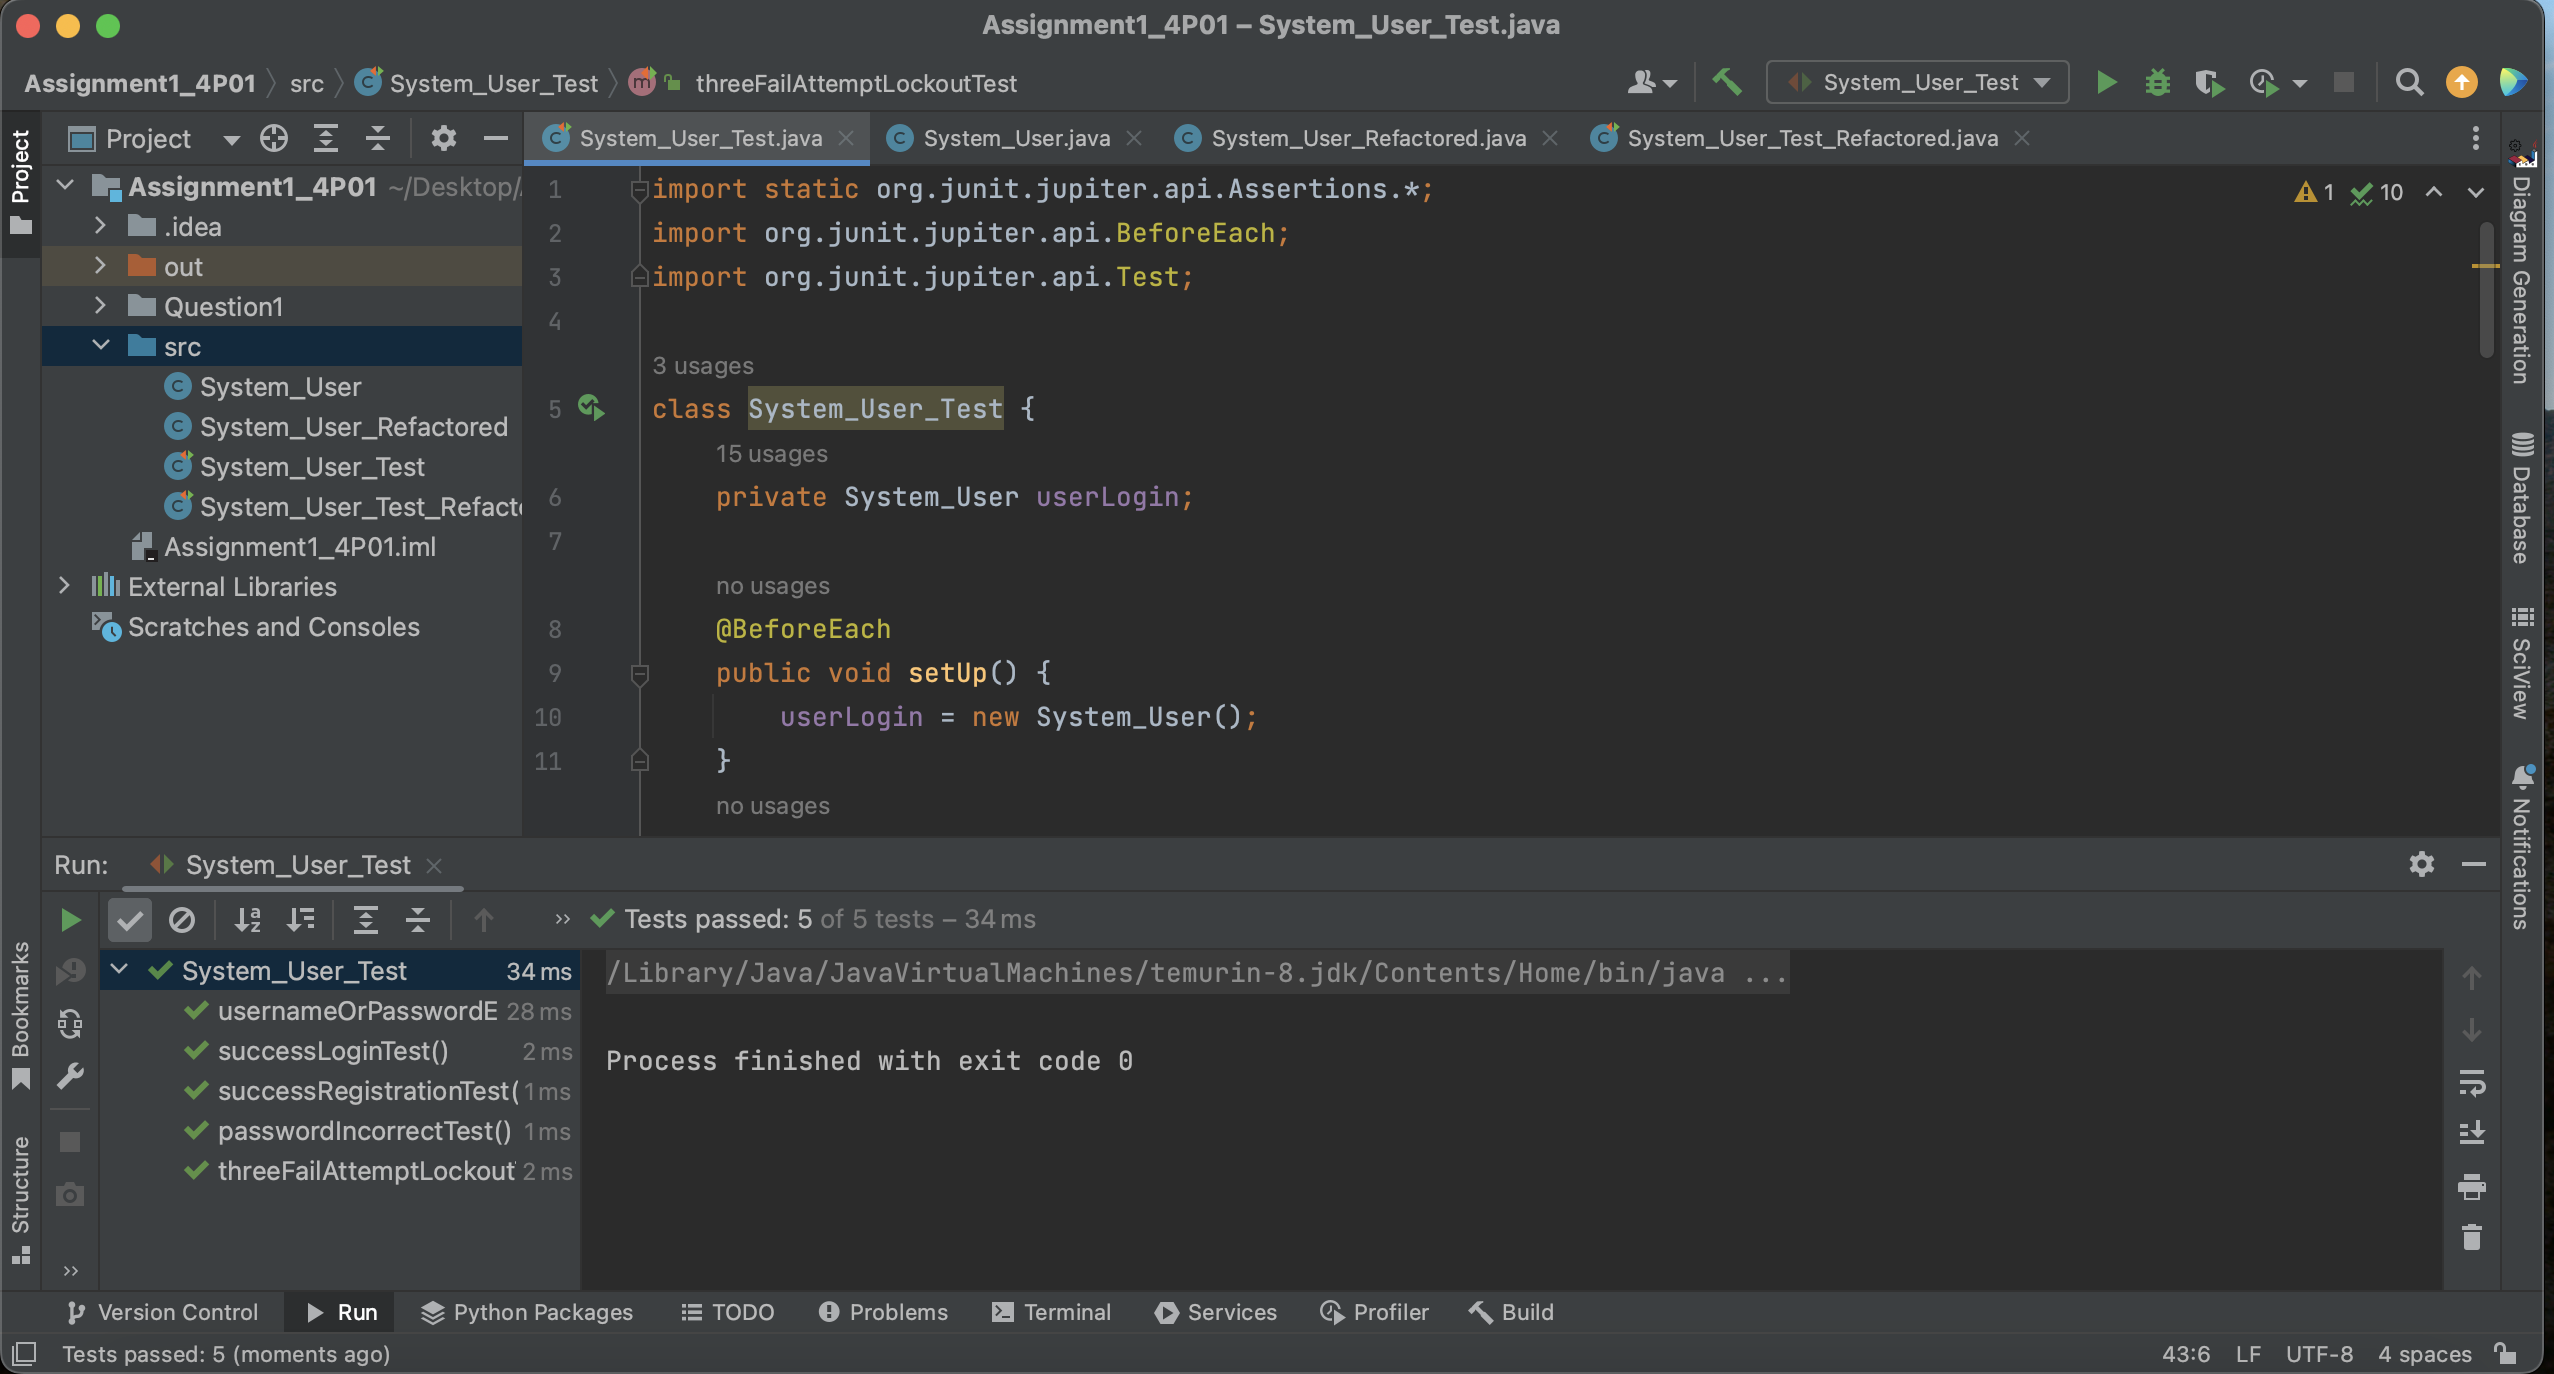 Assignment1_4P01 – System_User_Test.java
Assignment1_4P01 src System_User_Test threeFailAttemptLockoutTest
System_User_Test
Project
Project
System_User_Test.java
System_User.java
System_User_Refactored.java
System_User_Test_Refactored.java
Assignment1_4P01 ~/Desktop/
.idea
out
Question1
src
System_User
System_User_Refactored
System_User_Test
System_User_Test_Refact
Assignment1_4P01.iml
External Libraries
Scratches and Consoles
1 import static org.junit.jupiter.api.Assertions.*;
2 import org.junit.jupiter.api.BeforeEach;
3 import org.junit.jupiter.api.Test;
4
3 usages
5 class System_User_Test {
15 usages
6 private System_User userLogin;
7
no usages
8 @BeforeEach
9 public void setUp() {
10 userLogin = new System_User();
11 }
no usages
1 10
Diagram Generation
Database
SciView
Notifications
Run: System_User_Test
Tests passed: 5 of 5 tests – 34 ms
System_User_Test 34 ms
usernameOrPasswordE 28 ms
successLoginTest() 2 ms
successRegistrationTest( 1 ms
passwordIncorrectTest() 1 ms
threeFailAttemptLockout 2 ms
/Library/Java/JavaVirtualMachines/temurin-8.jdk/Contents/Home/bin/java ...
Process finished with exit code 0
Bookmarks
Structure
Version Control
Run
Python Packages
TODO
Problems
Terminal
Services
Profiler
Build
Tests passed: 5 (moments ago)
43:6 LF UTF-8 4 spaces